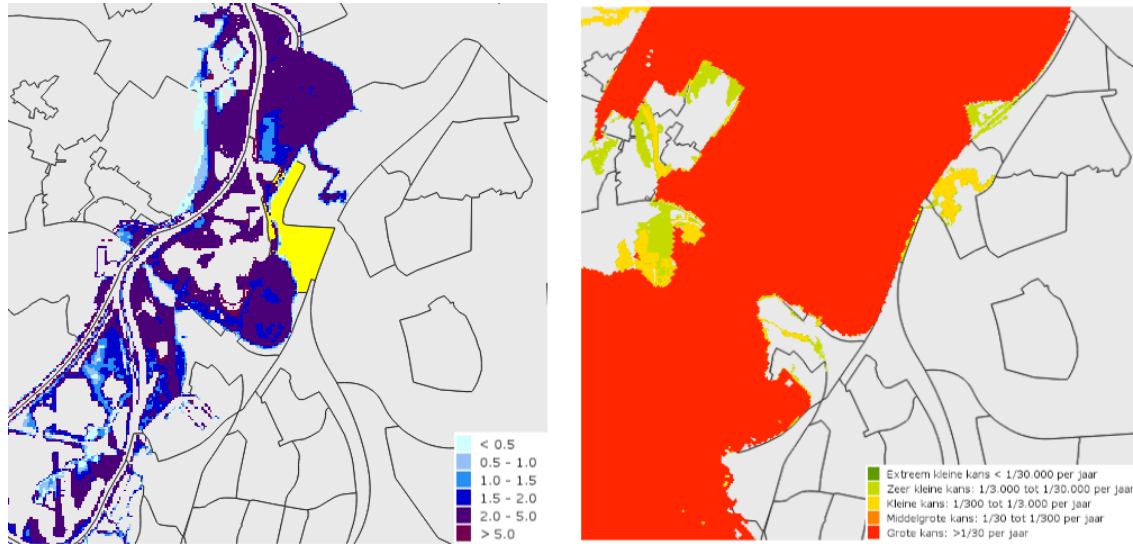 < 0.5
0.5 - 1.0
1.0 - 1.5
1.5 - 2.0
2.0 - 5.0
> 5.0
Extreem kleine kans < 1/30.000 per jaar
Zeer kleine kans: 1/3.000 tot 1/30.000 per jaar
Kleine kans: 1/300 tot 1/3.000 per jaar
Middelgrote kans: 1/30 tot 1/300 per jaar
Grote kans: >1/30 per jaar